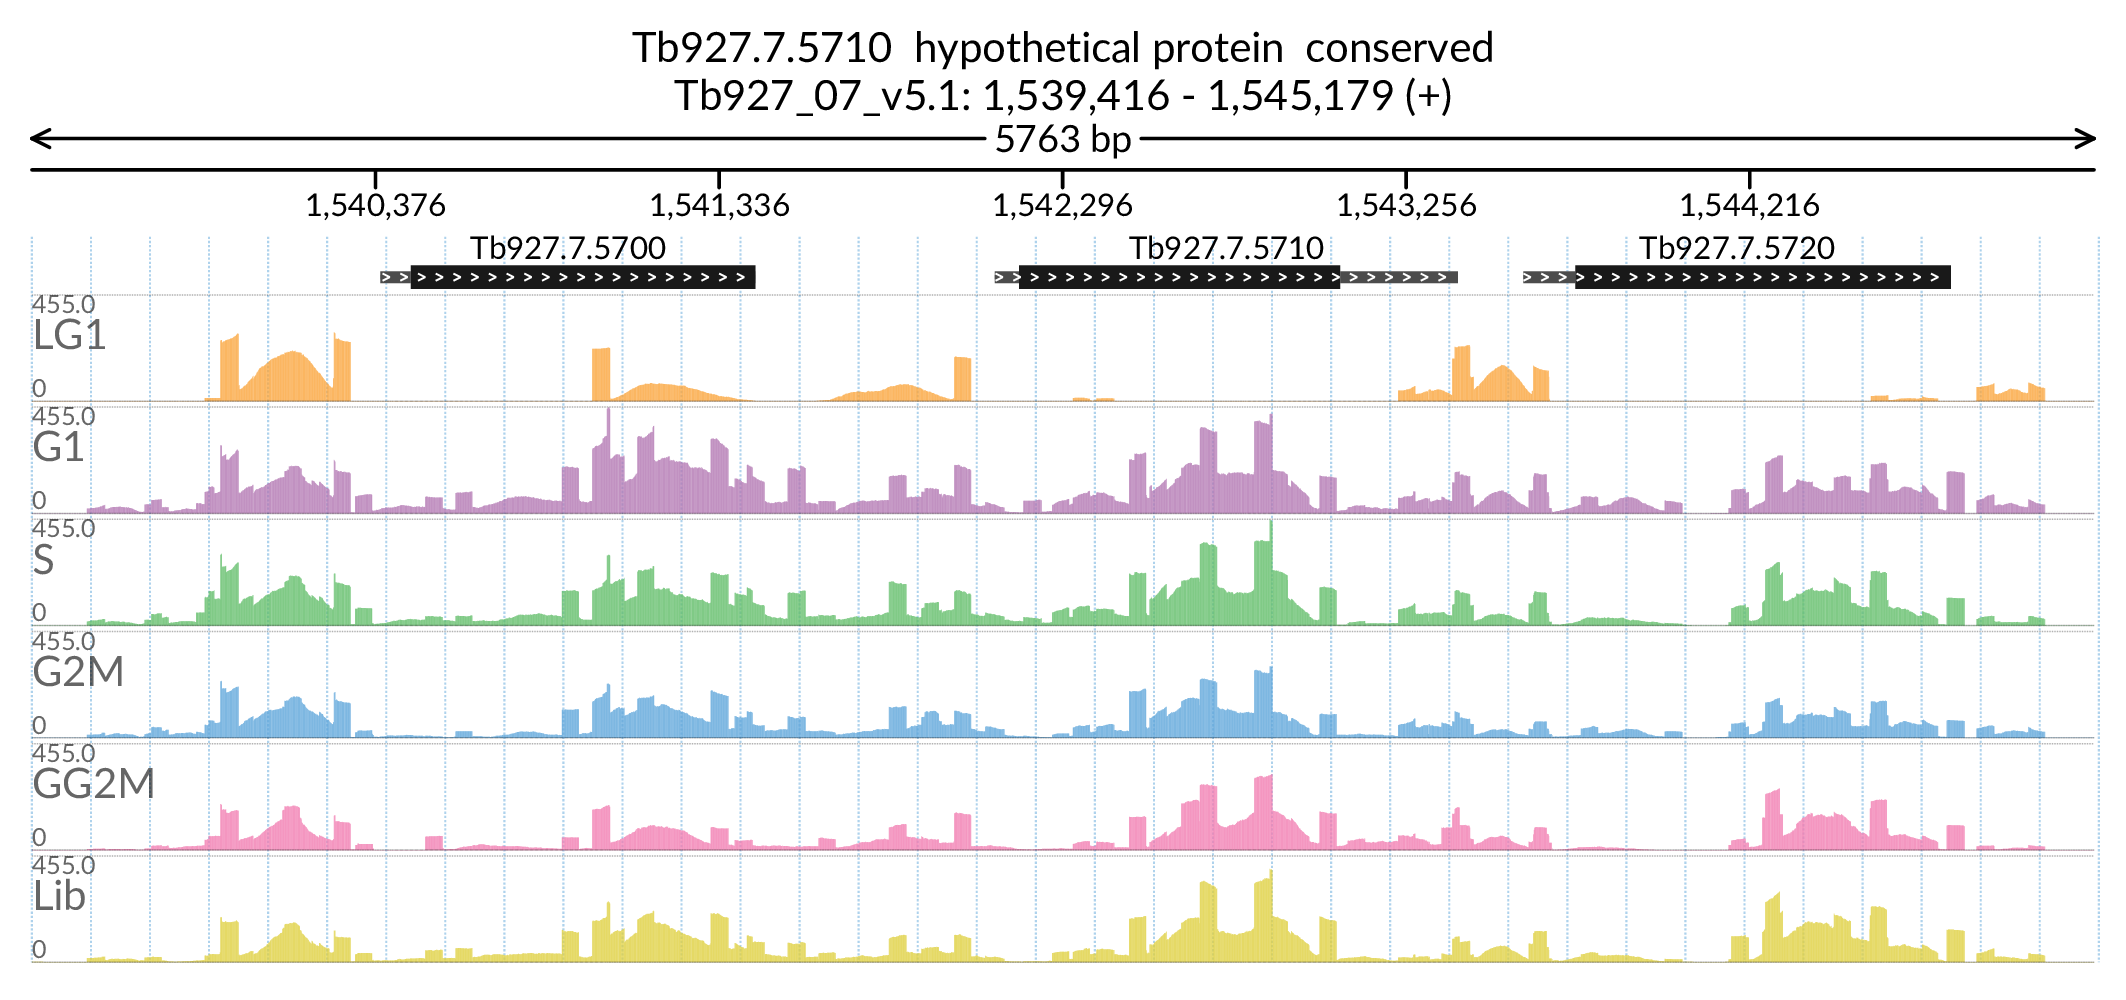 Tb927.7.5710 hypothetical protein conserved
Tb927_07_v5.1: 1,539,416 - 1,545,179 (+)
5763 bp
1,540,376 1,541,336 1,542,296 1,543,256 1,544,216
Tb927.7.5700 Tb927.7.5710 Tb927.7.5720
455.0
LG1
0
455.0
G1
0
455.0
S
0
455.0
G2M
0
455.0
GG2M
0
455.0
Lib
0